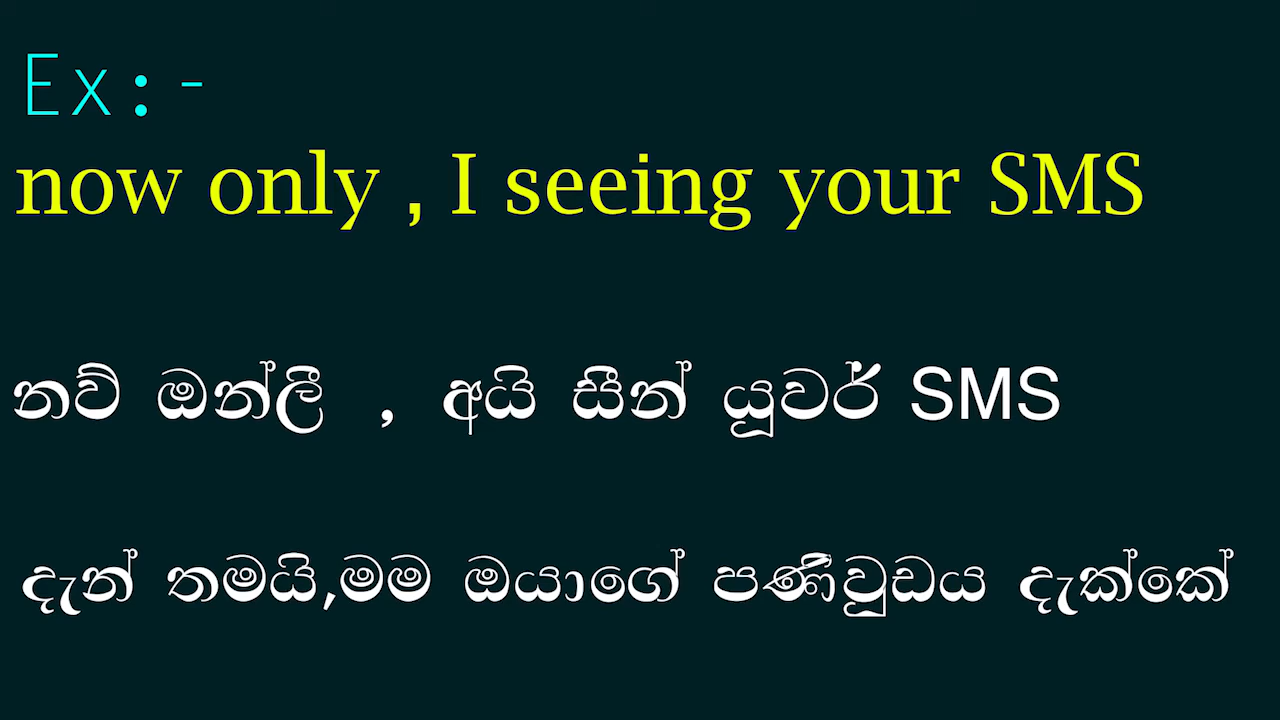 Ex:-
now only , I seeing your SMS
නව් ඔන්ලී , අයි සීන් යූවර් SMS
දැන් තමයි,මම ඔයාගේ පණිවුඩය දැක්කේ